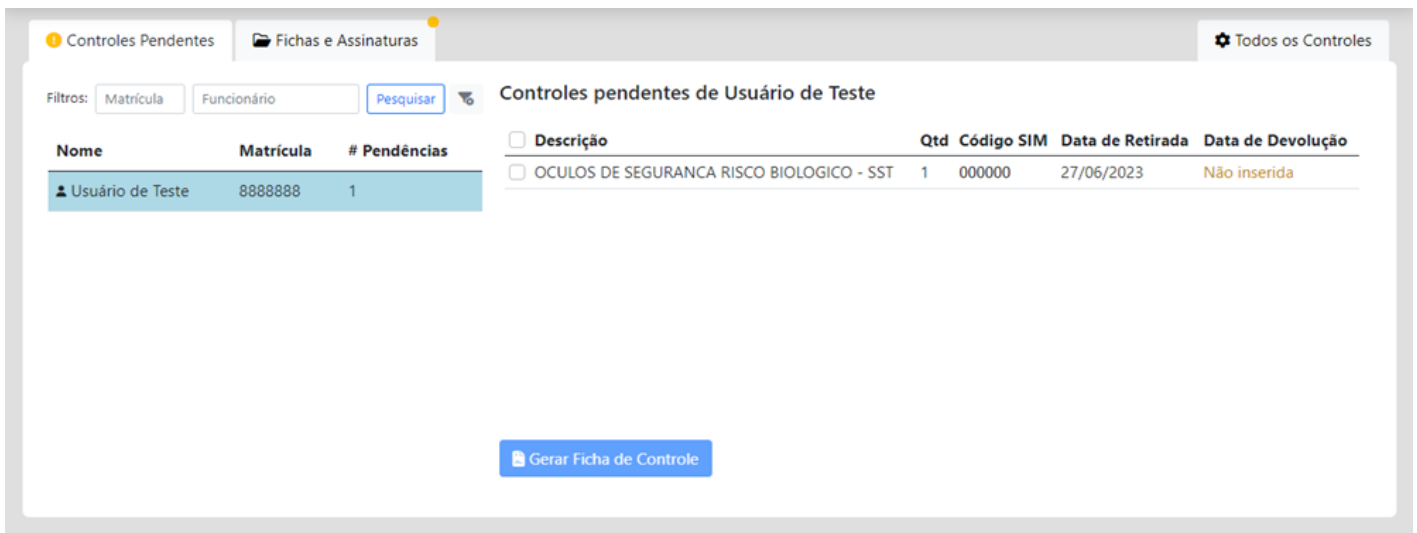 Controles Pendentes Fichas e Assinaturas Todos os Controles
Filtros: Matrícula Funcionário Pesquisar
Nome Matrícula # Pendências
Usuário de Teste 8888888 1
Controles pendentes de Usuário de Teste
Descrição Qtd Código SIM Data de Retirada Data de Devolução
OCULOS DE SEGURANCA RISCO BIOLOGICO - SST 1 000000 27/06/2023 Não inserida
Gerar Ficha de Controle